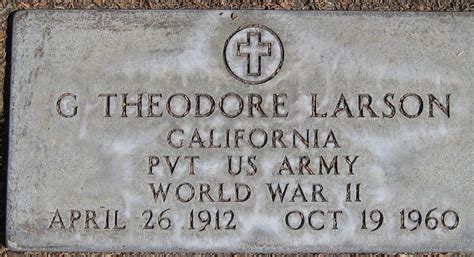 G THEODORE LARSON
CALIFORNIA
PVT US ARMY
WORLD WAR II
APRIL 26 1912 OCT 19 1960